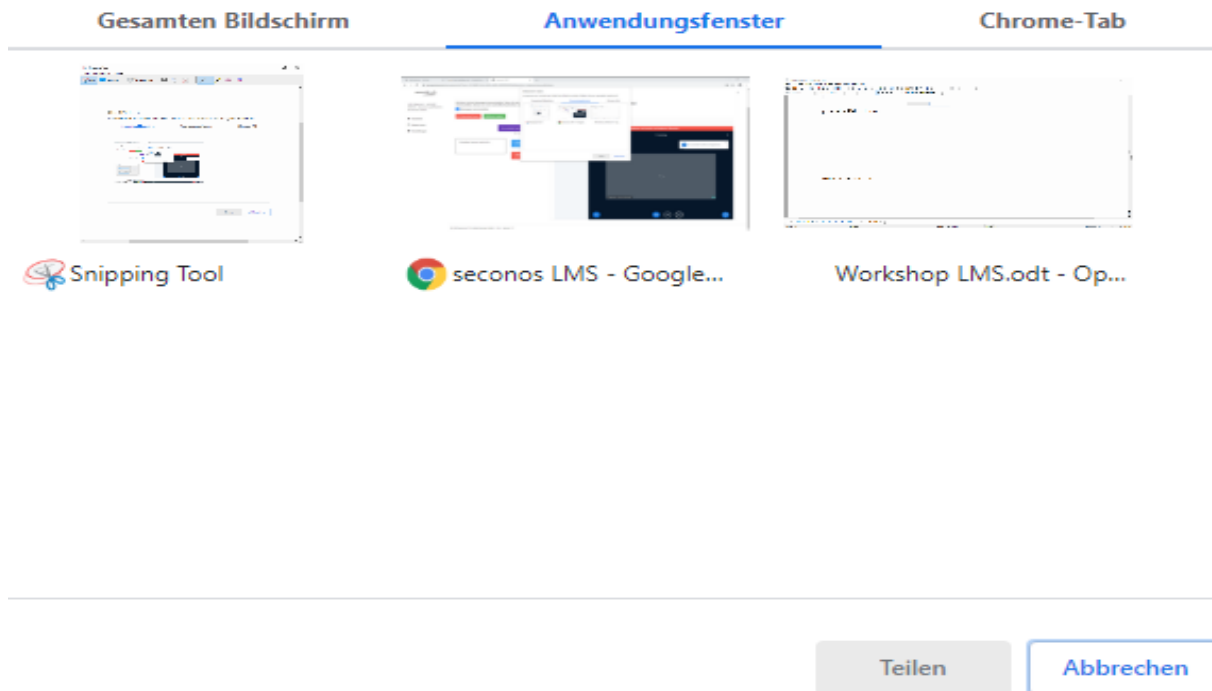 Gesamten Bildschirm Anwendungsfenster Chrome-Tab
Snipping Tool seconos LMS - Google... Workshop LMS.odt - Op...
Teilen Abbrechen